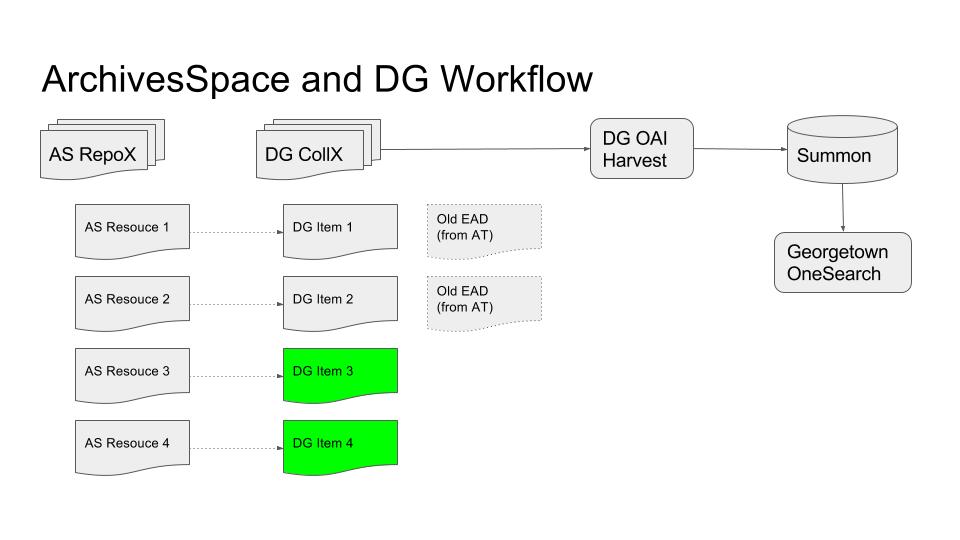 ArchivesSpace and DG Workflow
AS RepoX
DG CollX
DG OAI
Harvest
Summon
Georgetown
OneSearch
AS Resouce 1
DG Item 1
Old EAD
(from AT)
AS Resouce 2
DG Item 2
Old EAD
(from AT)
AS Resouce 3
DG Item 3
AS Resouce 4
DG Item 4